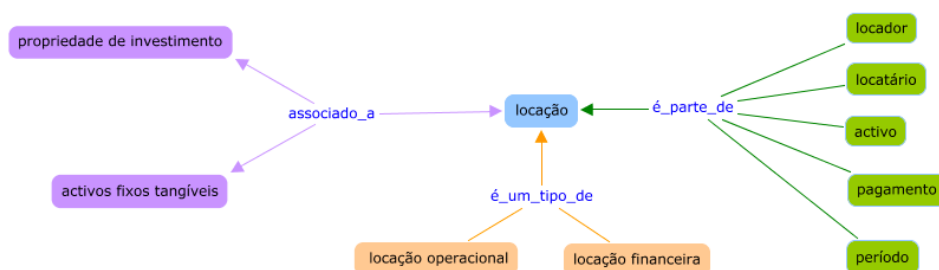 propriedade de investimento
associado_a
activos fixos tangíveis
locação
é_um_tipo_de
locação operacional
locação financeira
é_parte_de
locador
locatário
activo
pagamento
período